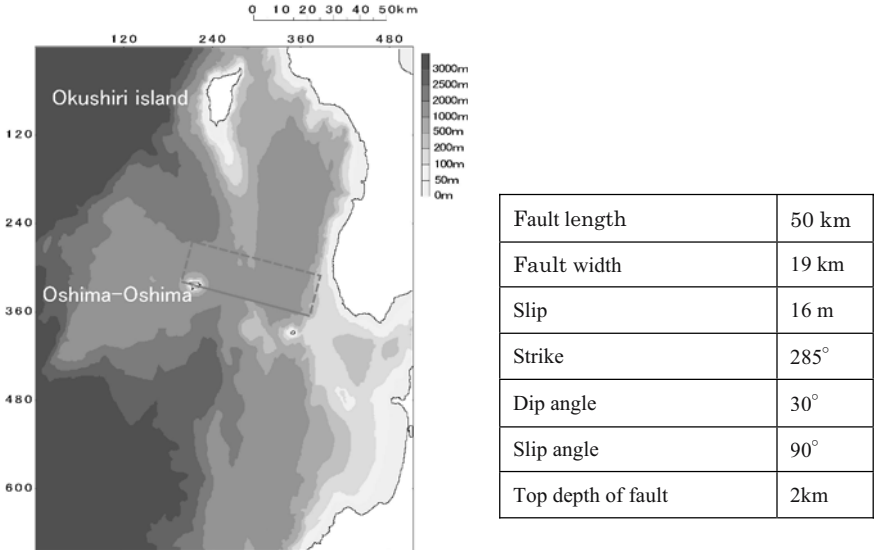 0 10 20 30 40 50km
120 240 360 480
3000m
2500m
2000m
1000m
500m
200m
100m
50m
0m
Okushiri island
120
240
Oshima-Oshima
360
480
600
Fault length 50 km
Fault width 19 km
Slip 16 m
Strike 285°
Dip angle 30°
Slip angle 90°
Top depth of fault 2km